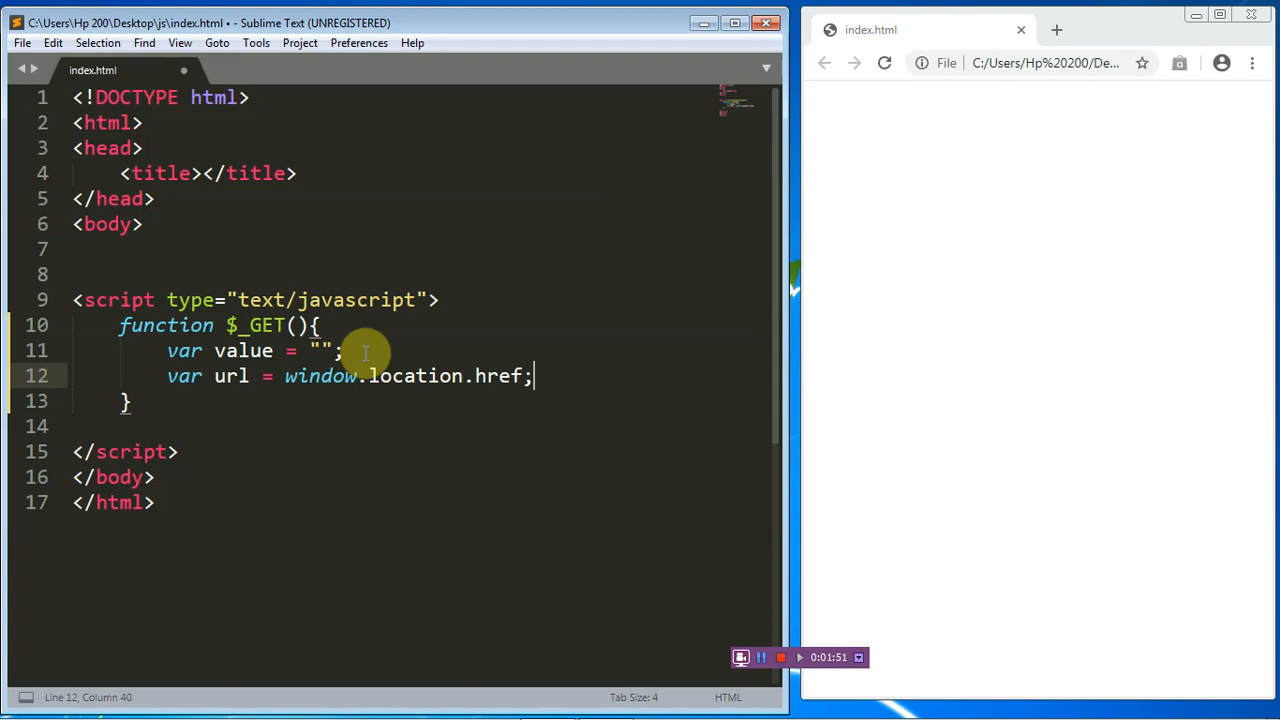 C:\Users\Hp 200\Desktop\js\index.html • - Sublime Text (UNREGISTERED)
File Edit Selection Find View Goto Tools Project Preferences Help
index.html
1 <!DOCTYPE html>
2 <html>
3 <head>
4 <title></title>
5 </head>
6 <body>
7
8
9 <script type="text/javascript">
10 function $_GET(){
11 var value = "";
12 var url = window.location.href;
13 }
14
15 </script>
16 </body>
17 </html>
Line 12, Column 40 Tab Size: 4 HTML
index.html
File C:/Users/Hp%20200/De...
0:01:51